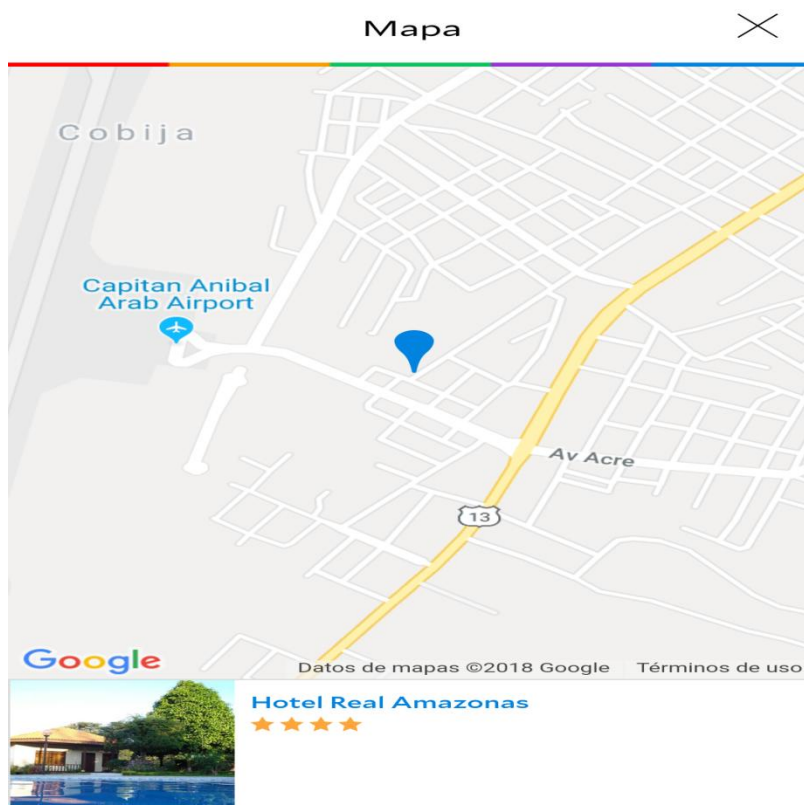 Mapa
Cobija
Capitan Anibal
Arab Airport
Av Acre
13
Google
Datos de mapas ©2018 Google Términos de uso
Hotel Real Amazonas